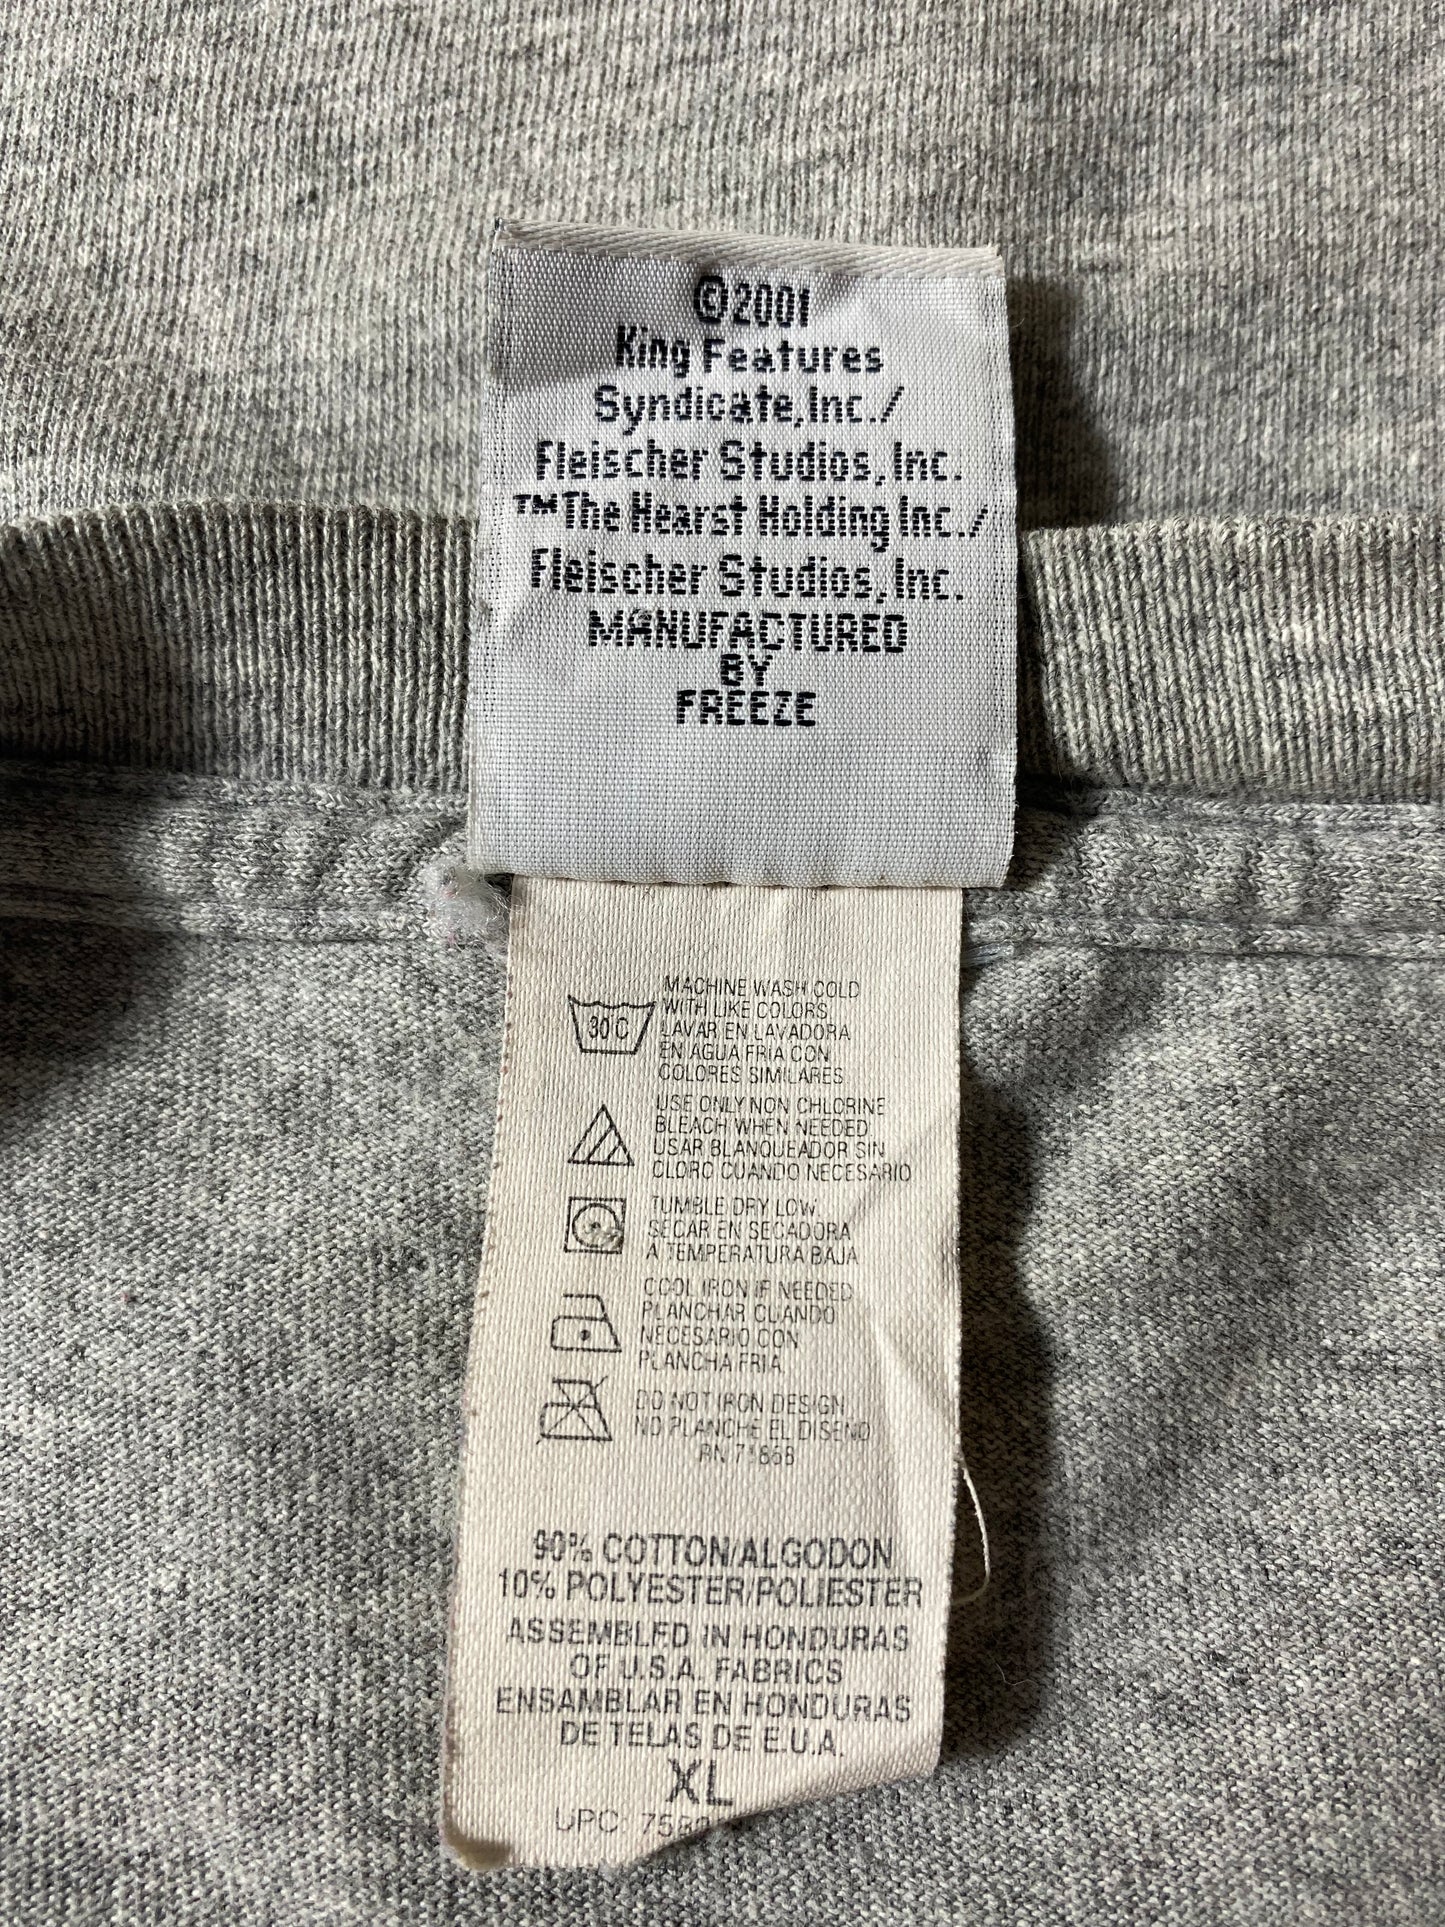 ©2001
King Features
Syndicate, Inc./
Fleischer Studios, Inc.
™The Hearst Holding Inc./
Fleischer Studios, Inc.
MANUFACTURED
BY
FREEZE
30 C
MACHINE WASH COLD
WITH LIKE COLORS
LAVAR EN LAVADORA
EN AGUA FRIA CON
COLORES SIMILARES
USE ONLY NON CHLORINE
BLEACH WHEN NEEDED
USAR BLANQUEADOR SIN
CLORO CUANDO NECESARIO
TUMBLE DRY LOW
SECAR EN SECADORA
A TEMPERATURA BAJA
COOL IRON IF NEEDED
PLANCHAR CUANDO
NECESARIO CON
PLANCHA FRIA
DO NOT IRON DESIGN
NO PLANCHE EL DISENO
RN
90% COTTON/ALGODON
10% POLYESTER/POLIESTER
ASSEMBLED IN HONDURAS
OF U.S.A. FABRICS
ENSAMBLAR EN HONDURAS
DE TELAS DE E.U.A.
XL
UPC: